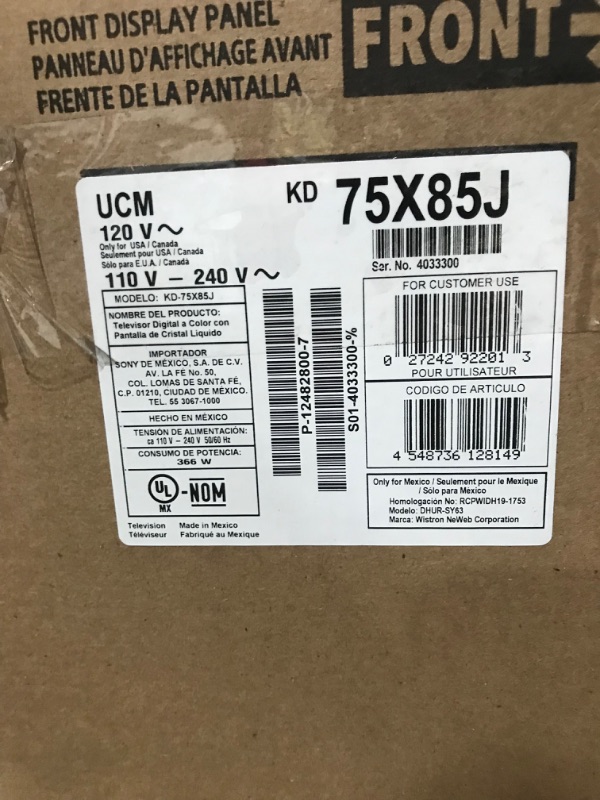 FRONT DISPLAY PANEL
PANNEAU D'AFFICHAGE AVANT
FRENTE DE LA PANTALLA
FRONT
UCM
120 V~
Only for USA / Canada
Seulement pour USA / Canada
Sólo para E.U.A. / Canada
110 V – 240 V~
KD 75X85J
Ser. No. 4033300
MODELO: KD-75X85J
NOMBRE DEL PRODUCTO:
Televisor Digital a Color con
Pantalla de Cristal Liquido
IMPORTADOR
SONY DE MÉXICO, S.A. DE C.V.
AV. LA FE No. 50,
COL. LOMAS DE SANTA FÉ,
C.P. 01210, CIUDAD DE MÉXICO.
TEL. 55 3067-1000
HECHO EN MÉXICO
TENSIÓN DE ALIMENTACIÓN:
ca 110 V – 240 V 50/60 Hz
CONSUMO DE POTENCIA:
366 W
UL -NOM
MX
Television Made in Mexico
Téléviseur Fabriqué au Mexique
P-12482800-7
S01-4033300-%
FOR CUSTOMER USE
0 27242 92201 3
POUR UTILISATEUR
CODIGO DE ARTICULO
4 548736 128149
Only for Mexico / Seulement pour le Mexique
/ Sólo para México
Homologación No: RCPWIDH19-1753
Modelo: DHUR-SY63
Marca: Wistron NeWeb Corporation